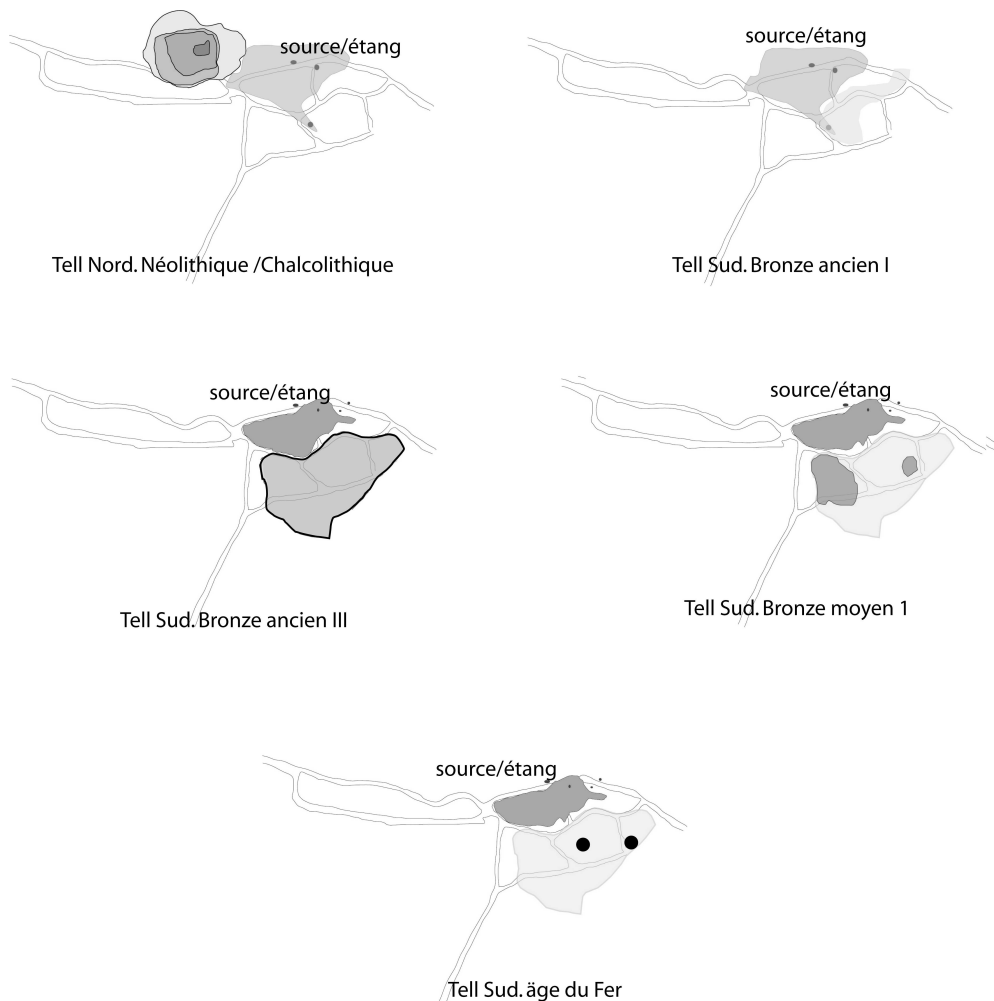 source/étang
Tell Nord. Néolithique /Chalcolithique
source/étang
Tell Sud. Bronze ancien I
source/étang
Tell Sud. Bronze ancien III
source/étang
Tell Sud. Bronze moyen 1
source/étang
Tell Sud. äge du Fer